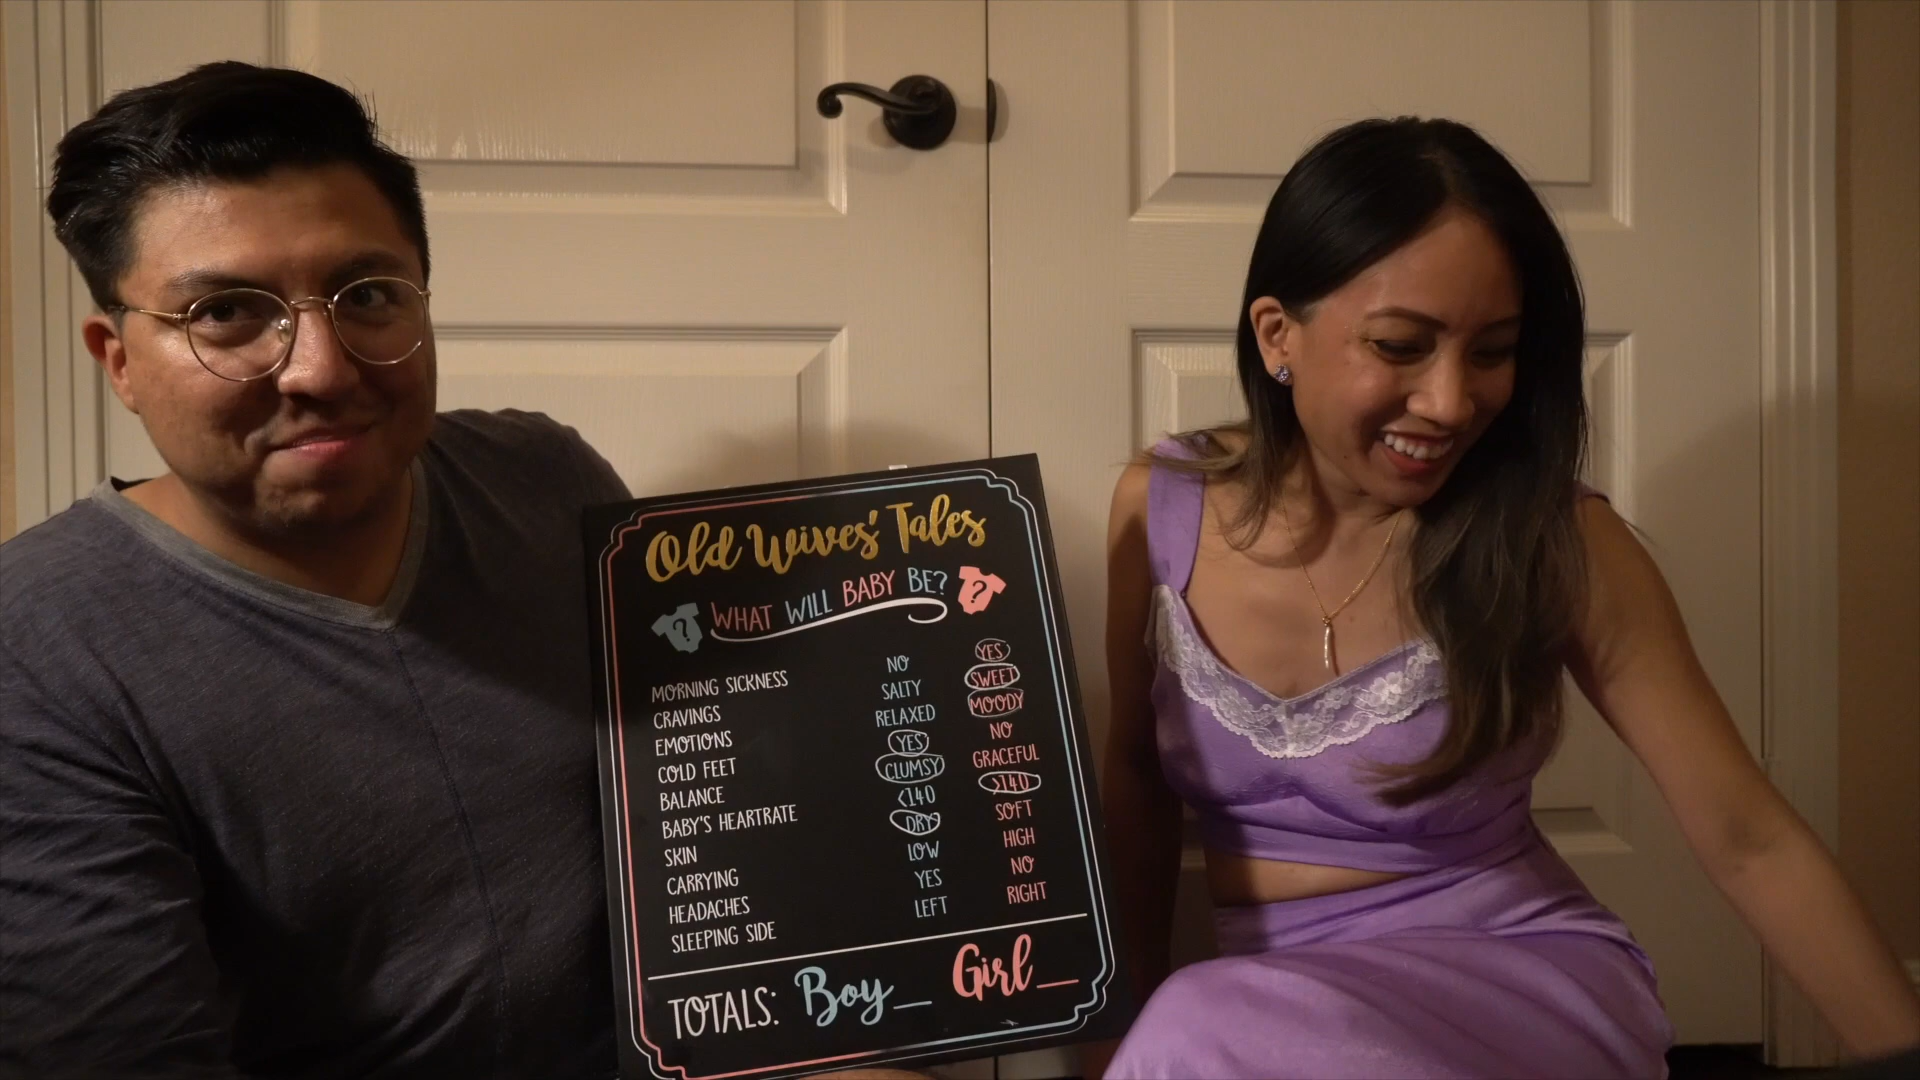 Old Wives' Tales
WHAT WILL BABY BE?
? ?
MORNING SICKNESS NO YES
CRAVINGS SALTY SWEET
EMOTIONS RELAXED MOODY
COLD FEET YES NO
BALANCE CLUMSY GRACEFUL
BABY'S HEARTRATE <140 >140
SKIN DRY SOFT
CARRYING LOW HIGH
HEADACHES YES NO
SLEEPING SIDE LEFT RIGHT
TOTALS: Boy_ Girl_